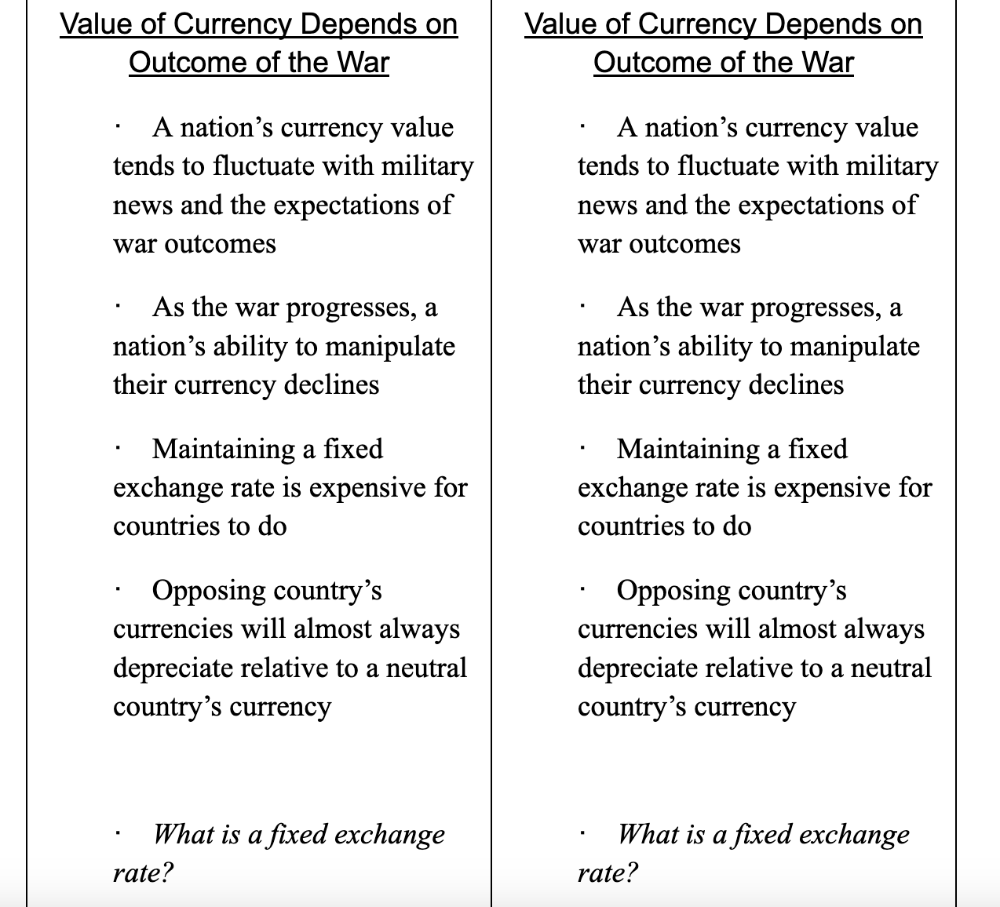 Value of Currency Depends on
Outcome of the War
· A nation’s currency value
tends to fluctuate with military
news and the expectations of
war outcomes
· As the war progresses, a
nation’s ability to manipulate
their currency declines
· Maintaining a fixed
exchange rate is expensive for
countries to do
· Opposing country’s
currencies will almost always
depreciate relative to a neutral
country’s currency
· What is a fixed exchange
rate?
Value of Currency Depends on
Outcome of the War
· A nation’s currency value
tends to fluctuate with military
news and the expectations of
war outcomes
· As the war progresses, a
nation’s ability to manipulate
their currency declines
· Maintaining a fixed
exchange rate is expensive for
countries to do
· Opposing country’s
currencies will almost always
depreciate relative to a neutral
country’s currency
· What is a fixed exchange
rate?